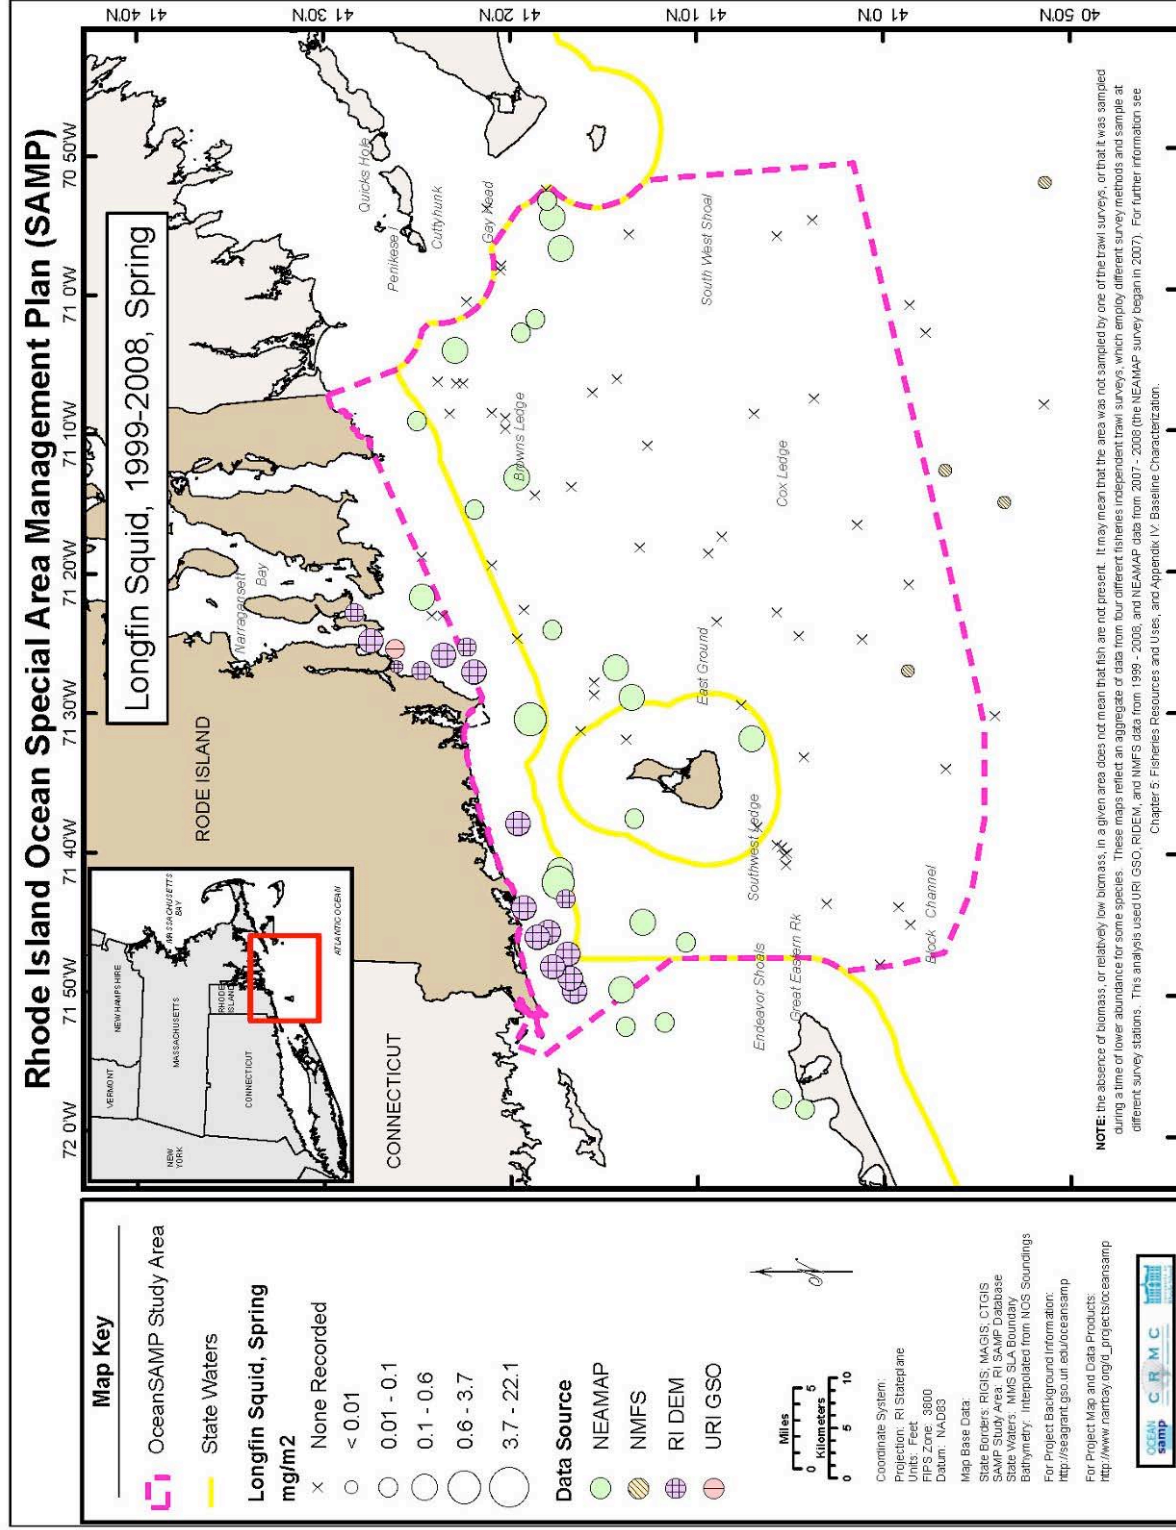 Rhode Island Ocean Special Area Management Plan (SAMP)
72 0'W
71 50'W
71 40'W
71 30'W
71 20'W
71 10'W
71 0'W
70 50'W
41 40'N
41 30'N
41 20'N
41 10'N
41 0'N
40 50'N
Longfin Squid, 1999-2008, Spring
VERMONT
NEW HAMPSHIRE
NEW
YORK
MASSACHUSETTS
MASSACHUSETTS
BAY
CONNECTICUT
RHODE
ISLAND
ATLANTIC OCEAN
RODE ISLAND
CONNECTICUT
Narragansett
Bay
Quicks Hole
Penikese I
Cuttyhunk
Gay Head
Browns Ledge
South West Shoal
Cox Ledge
East Ground
Southwest Ledge
Endeavor Shoals
Great Eastern Rk
Block Channel
NOTE: the absence of biomass, or relatively low biomass, in a given area does not mean that fish are not present. It may mean that the area was not sampled by one of the trawl surveys, or that it was sampled
during a time of lower abundance for some species. These maps reflect an aggregate of data from four different fisheries independent trawl surveys, which employ different survey methods and sample at
different survey stations. This analysis used URI GSO, RIDEM, and NMFS data from 1999 - 2008, and NEAMAP data from 2007 - 2008 (the NEAMAP survey began in 2007). For further information see
Chapter 5: Fisheries Resources and Uses, and Appendix IV. Baseline Characterization.
Map Key
OceanSAMP Study Area
State Waters
Longfin Squid, Spring
mg/m2
None Recorded
< 0.01
0.01 - 0.1
0.1 - 0.6
0.6 - 3.7
3.7 - 22.1
Data Source
NEAMAP
NMFS
RI DEM
URI GSO
Miles
0 5
Kilometers
0 5 10
N
Coordinate System:
Projection: RI Stateplane
Units: Feet
FIPS Zone: 3800
Datum: NAD83
Map Base Data:
State Borders: RIGIS, MAGIS, CTGIS
SAMP Study Area: RI SAMP Database
State Waters: MMS SLA Boundary
Bathymetry: Interpolated from NOS Soundings
For Project Background Information:
http://seagrant.gso.uri.edu/oceansamp
For Project Map and Data Products:
http://www.narrbay.org/d_projects/oceansamp
OCEAN
samp
C R M C